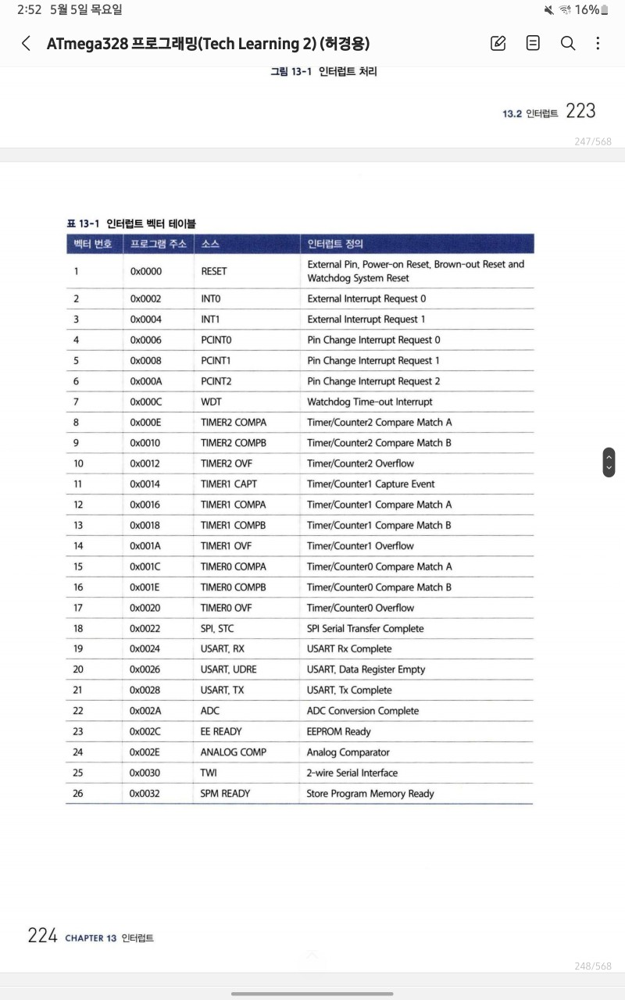 2:52 5월 5일 목요일 16%
ATmega328 프로그래밍(Tech Learning 2) (허경용)
그림 13-1 인터럽트 처리
13.2 인터럽트 223
247/568
표 13-1 인터럽트 벡터 테이블
벡터 번호 프로그램 주소 소스 인터럽트 정의
1 0x0000 RESET External Pin, Power-on Reset, Brown-out Reset and
Watchdog System Reset
2 0x0002 INT0 External Interrupt Request 0
3 0x0004 INT1 External Interrupt Request 1
4 0x0006 PCINT0 Pin Change Interrupt Request 0
5 0x0008 PCINT1 Pin Change Interrupt Request 1
6 0x000A PCINT2 Pin Change Interrupt Request 2
7 0x000C WDT Watchdog Time-out Interrupt
8 0x000E TIMER2 COMPA Timer/Counter2 Compare Match A
9 0x0010 TIMER2 COMPB Timer/Counter2 Compare Match B
10 0x0012 TIMER2 OVF Timer/Counter2 Overflow
11 0x0014 TIMER1 CAPT Timer/Counter1 Capture Event
12 0x0016 TIMER1 COMPA Timer/Counter1 Compare Match A
13 0x0018 TIMER1 COMPB Timer/Counter1 Compare Match B
14 0x001A TIMER1 OVF Timer/Counter1 Overflow
15 0x001C TIMER0 COMPA Timer/Counter0 Compare Match A
16 0x001E TIMER0 COMPB Timer/Counter0 Compare Match B
17 0x0020 TIMER0 OVF Timer/Counter0 Overflow
18 0x0022 SPI, STC SPI Serial Transfer Complete
19 0x0024 USART, RX USART Rx Complete
20 0x0026 USART, UDRE USART, Data Register Empty
21 0x0028 USART, TX USART, Tx Complete
22 0x002A ADC ADC Conversion Complete
23 0x002C EE READY EEPROM Ready
24 0x002E ANALOG COMP Analog Comparator
25 0x0030 TWI 2-wire Serial Interface
26 0x0032 SPM READY Store Program Memory Ready
224 CHAPTER 13 인터럽트
248/568